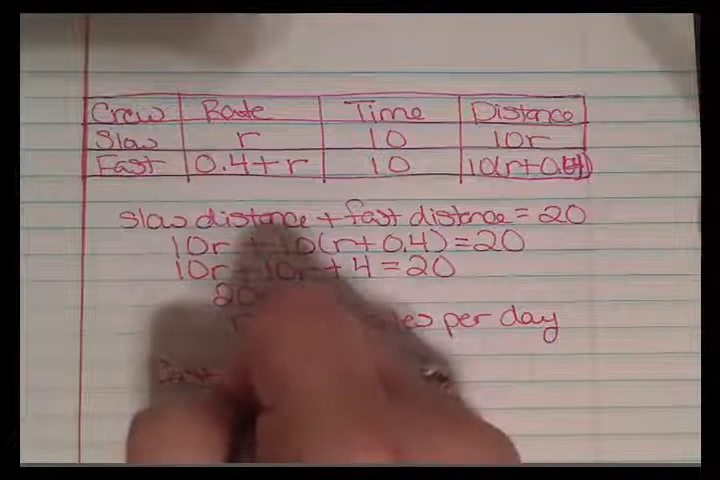 Crew Rate Time Distance
Slow r 10 10r
Fast 0.4+r 10 10(r+0.4)
slow distance + fast distance = 20
10r + 10(r+0.4)=20
10r + 10r + 4 = 20
20
r per day